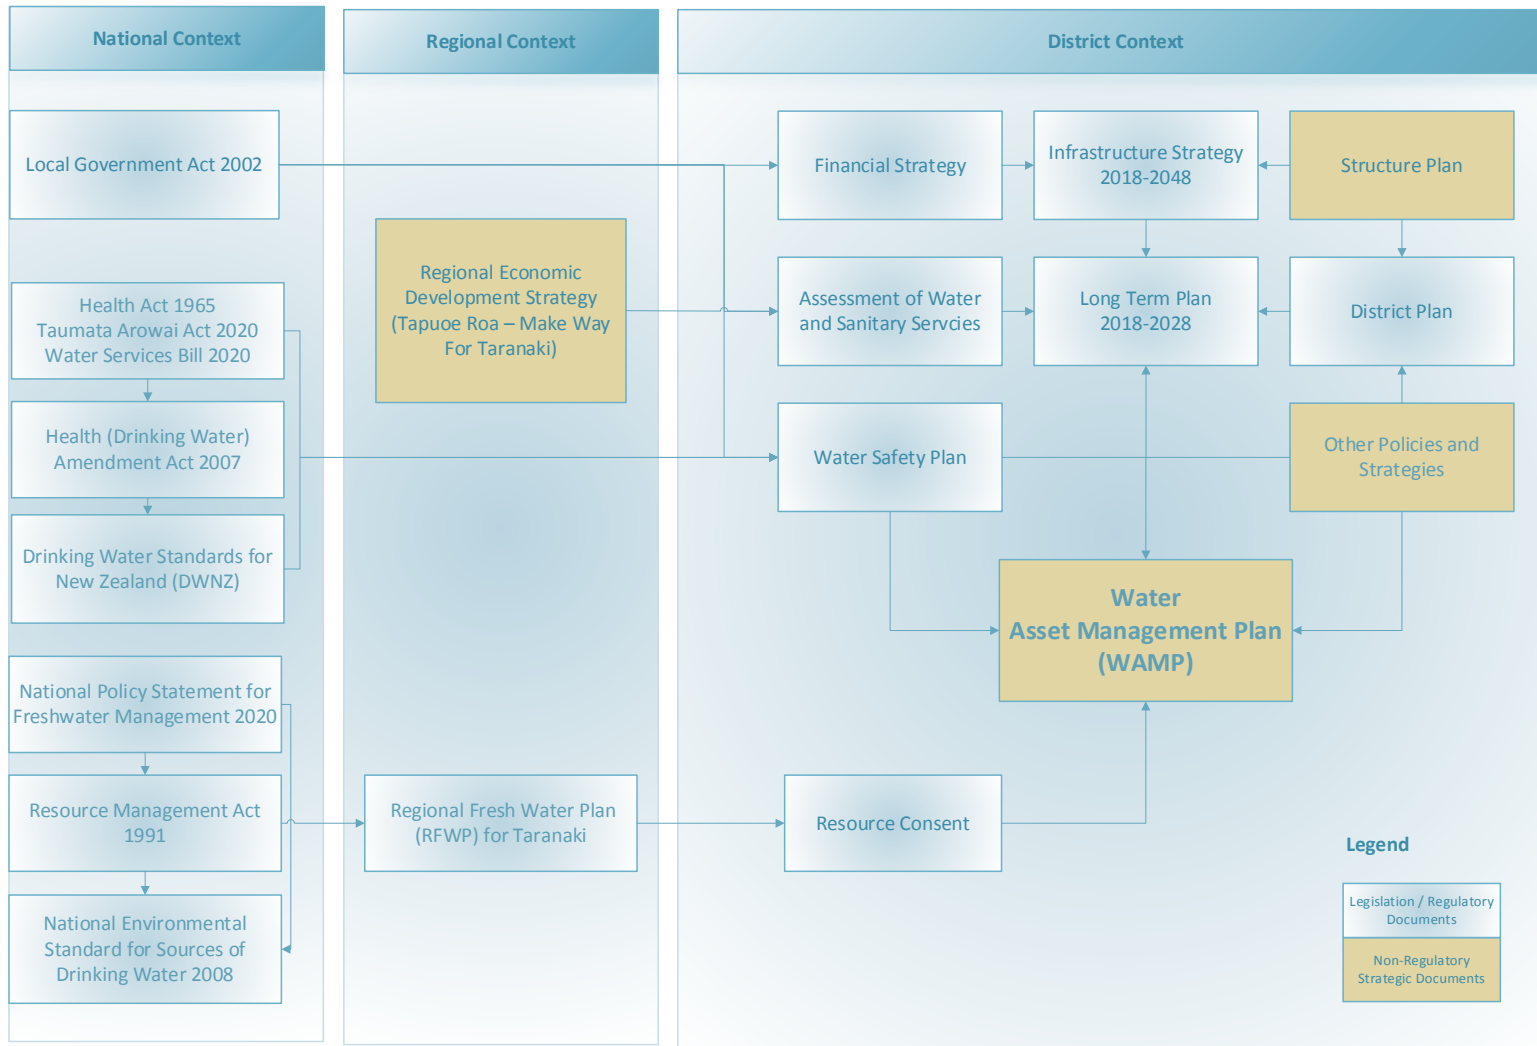 National Context
Regional Context
District Context
Local Government Act 2002
Health Act 1965
Taumata Arowai Act 2020
Water Services Bill 2020
Health (Drinking Water)
Amendment Act 2007
Drinking Water Standards for
New Zealand (DWNZ)
National Policy Statement for
Freshwater Management 2020
Resource Management Act
1991
National Environmental
Standard for Sources of
Drinking Water 2008
Regional Economic
Development Strategy
(Tapuoe Roa – Make Way
For Taranaki)
Regional Fresh Water Plan
(RFWP) for Taranaki
Financial Strategy
Infrastructure Strategy
2018-2048
Structure Plan
Assessment of Water
and Sanitary Servcies
Long Term Plan
2018-2028
District Plan
Water Safety Plan
Other Policies and
Strategies
Water
Asset Management Plan
(WAMP)
Resource Consent
Legend
Legislation / Regulatory
Documents
Non-Regulatory
Strategic Documents